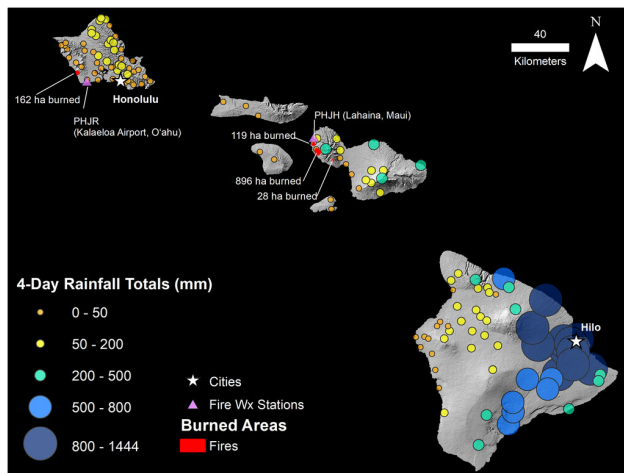 N
40
Kilometers
162 ha burned
Honolulu
PHJR
(Kalaeloa Airport, O'ahu)
PHJH (Lahaina, Maui)
119 ha burned
896 ha burned
28 ha burned
4-Day Rainfall Totals (mm)
0 - 50
50 - 200
200 - 500
500 - 800
800 - 1444
Hilo
Cities
Fire Wx Stations
Burned Areas
Fires